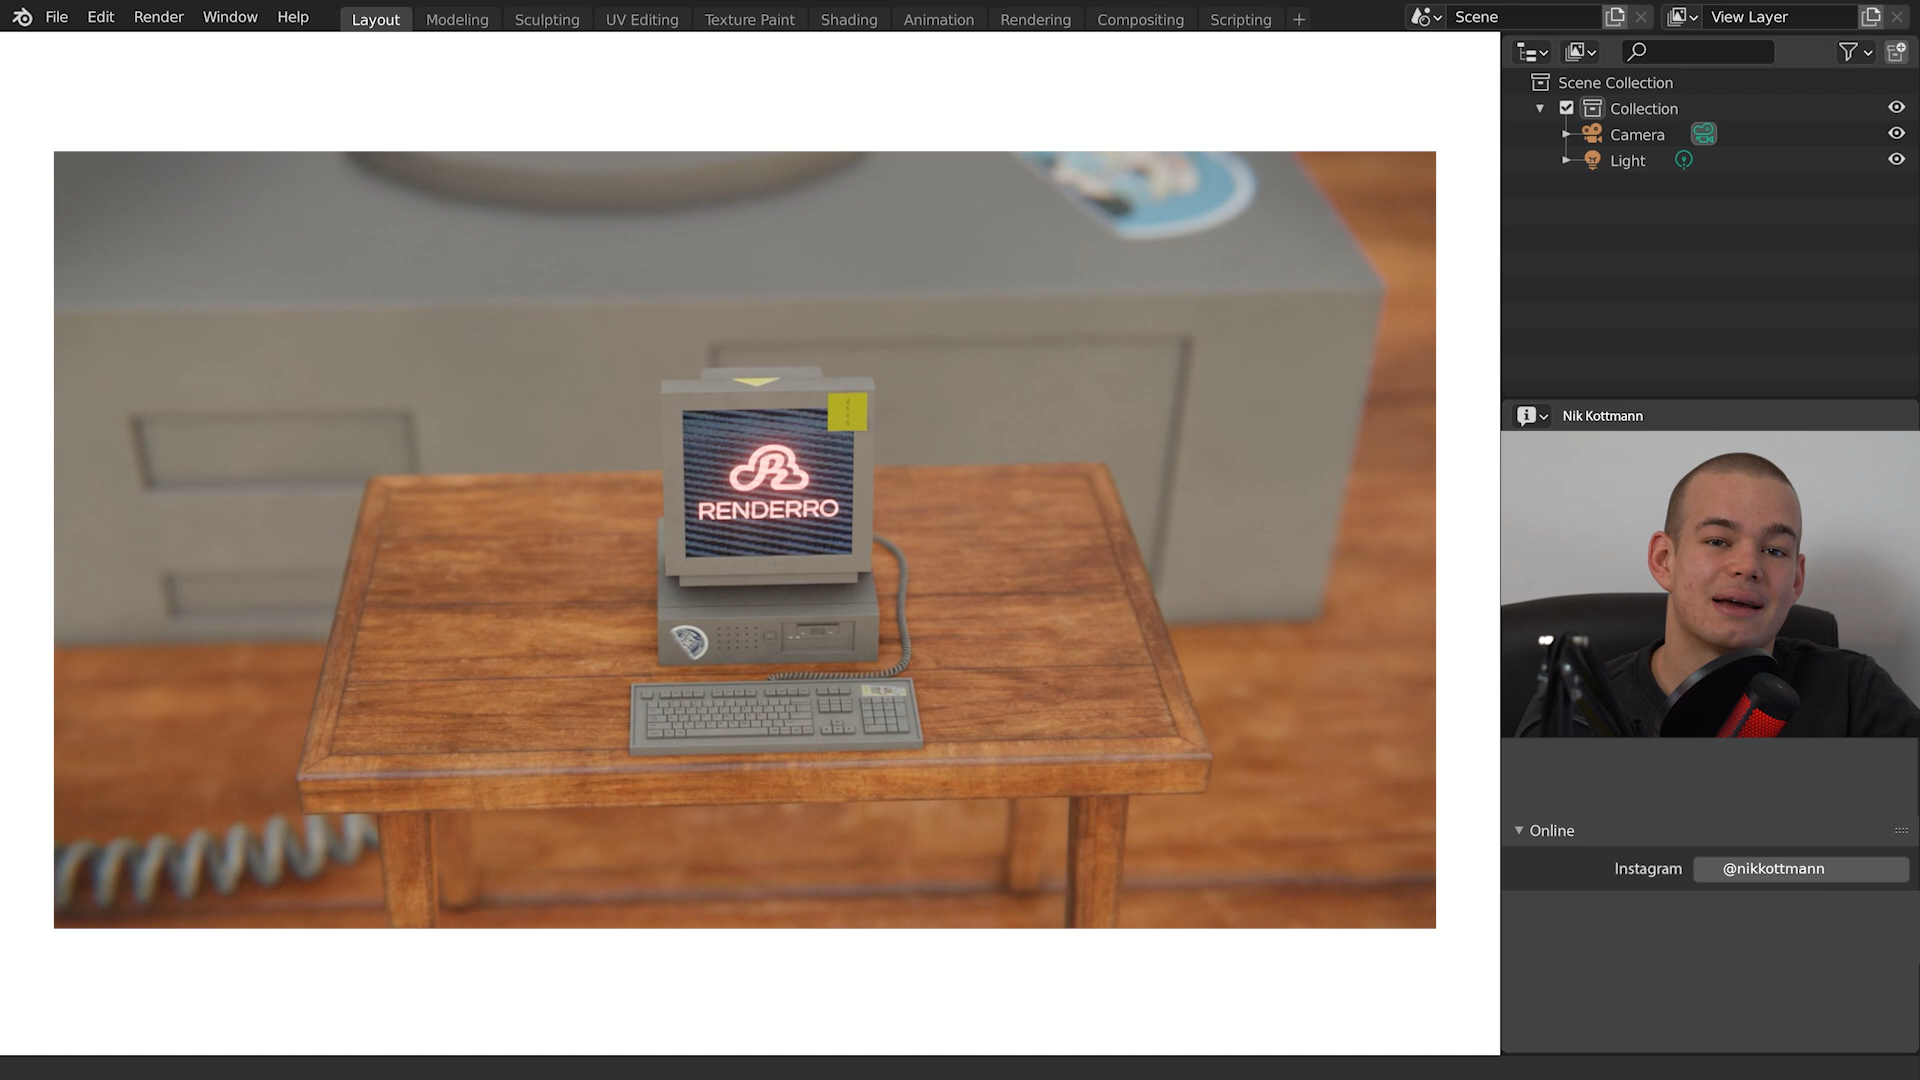 File Edit Render Window Help Layout Modeling Sculpting UV Editing Texture Paint Shading Animation Rendering Compositing Scripting + Scene View Layer
Scene Collection
Collection
Camera
Light
RENDERRO
Nik Kottmann
Online
Instagram @nikkottmann